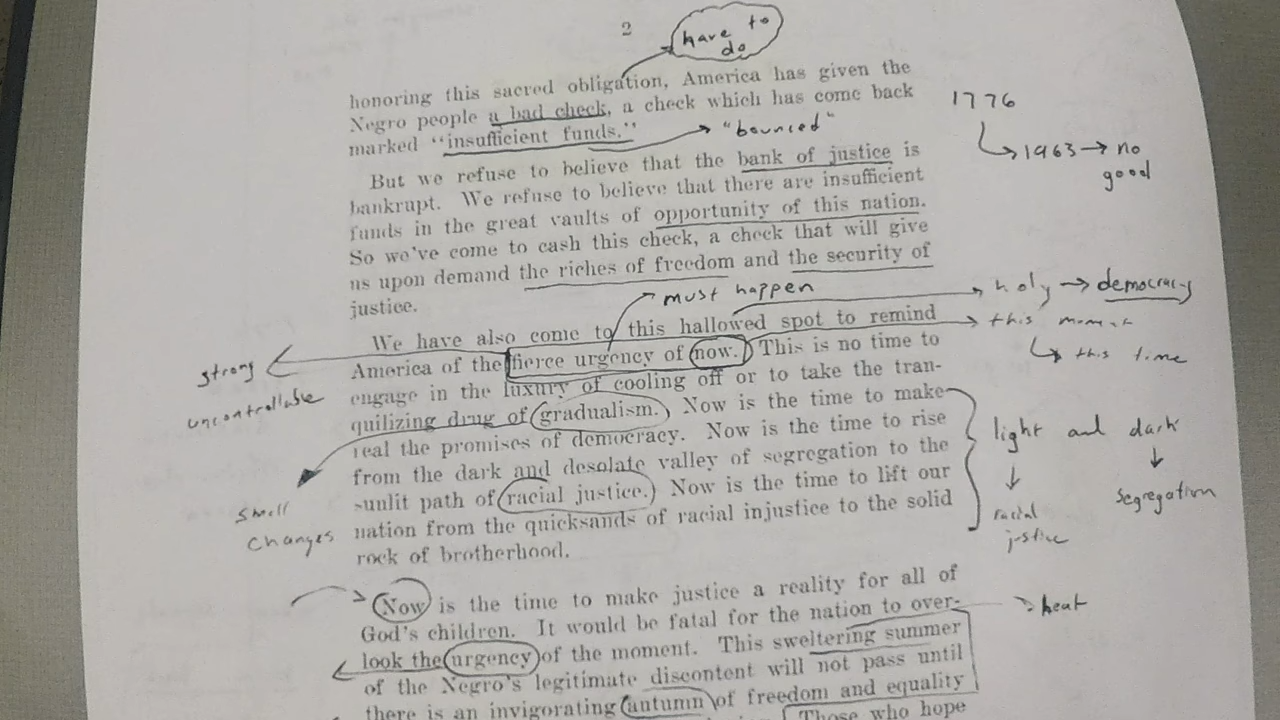 2
have to
do
honoring this sacred obligation, America has given the
Negro people a bad check, a check which has come back
marked "insufficient funds."
"bounced"
1776
1963 → no
good
But we refuse to believe that the bank of justice is
bankrupt. We refuse to believe that there are insufficient
funds in the great vaults of opportunity of this nation.
So we've come to cash this check, a check that will give
us upon demand the riches of freedom and the security of
justice.
must happen
holy → democracy
We have also come to this hallowed spot to remind
this moment
America of the fierce urgency of now. This is no time to
this time
strong
engage in the luxury of cooling off or to take the tran-
uncontrollable
quilizing drug of gradualism. Now is the time to make
real the promises of democracy. Now is the time to rise
light and dark
from the dark and desolate valley of segregation to the
sunlit path of racial justice. Now is the time to lift our
segregation
small
changes
nation from the quicksands of racial injustice to the solid
racial
justice
rock of brotherhood.
Now is the time to make justice a reality for all of
God's children. It would be fatal for the nation to over-
heat
look the urgency of the moment. This sweltering summer
of the Negro's legitimate discontent will not pass until
there is an invigorating autumn of freedom and equality
Those who hope